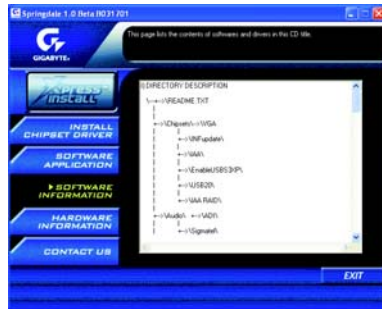 Springdale 1.0 Beta B031701
This page lists the contents of softwares and drivers in this CD title.
GIGABYTE
Xpress
INSTALL
INSTALL
CHIPSET DRIVER
SOFTWARE
APPLICATION
SOFTWARE
INFORMATION
HARDWARE
INFORMATION
CONTACT US
I) DIRECTORY DESCRIPTION
\--+->\README.TXT
+->\Chipset\+->VGA
+->\INFupdate\
+->\IAA\
+->\EnableUSBS3XP\
+->\USB20\
+->\IAA RAID\
+->\Audio\ +->\ADI\
+->\Sigmatel\
EXIT